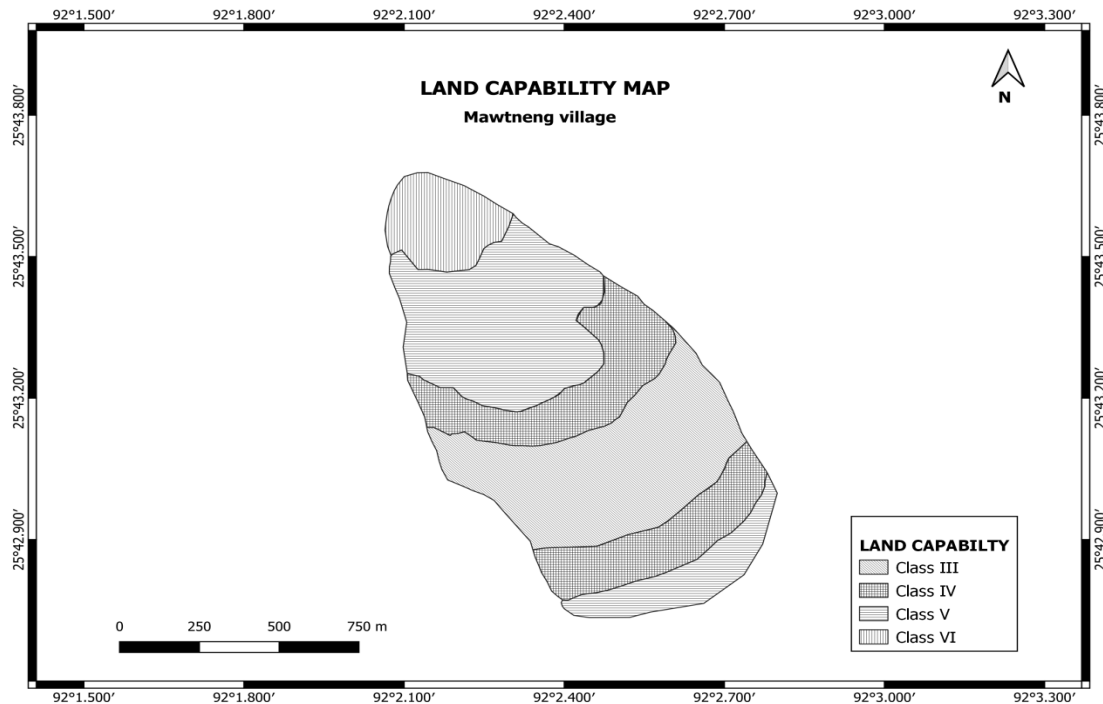 92°1.500′ 92°1.800′ 92°2.100′ 92°2.400′ 92°2.700′ 92°3.000′ 92°3.300′
LAND CAPABILITY MAP
Mawtneng village
N
25°43.800′ 25°43.800′
25°43.500′ 25°43.500′
25°43.200′ 25°43.200′
25°42.900′ 25°42.900′
LAND CAPABILTY
Class III
Class IV
Class V
Class VI
0 250 500 750 m
92°1.500′ 92°1.800′ 92°2.100′ 92°2.400′ 92°2.700′ 92°3.000′ 92°3.300′